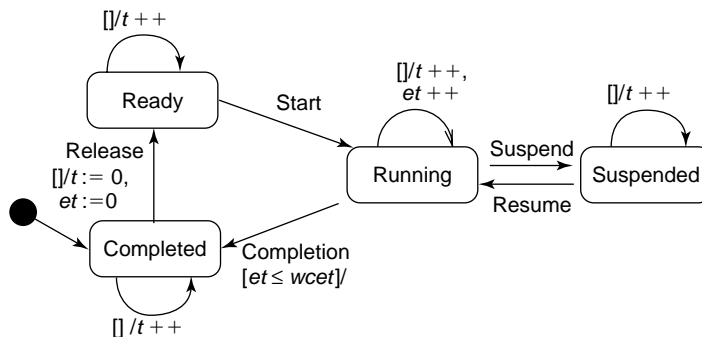 []/t ++
Ready
Start
[]/t ++,
et ++
[]/t ++
Release
[]/t := 0,
et :=0
Suspend
Running
Suspended
Resume
Completed
Completion
[et ≤ wcet]/
[] /t ++